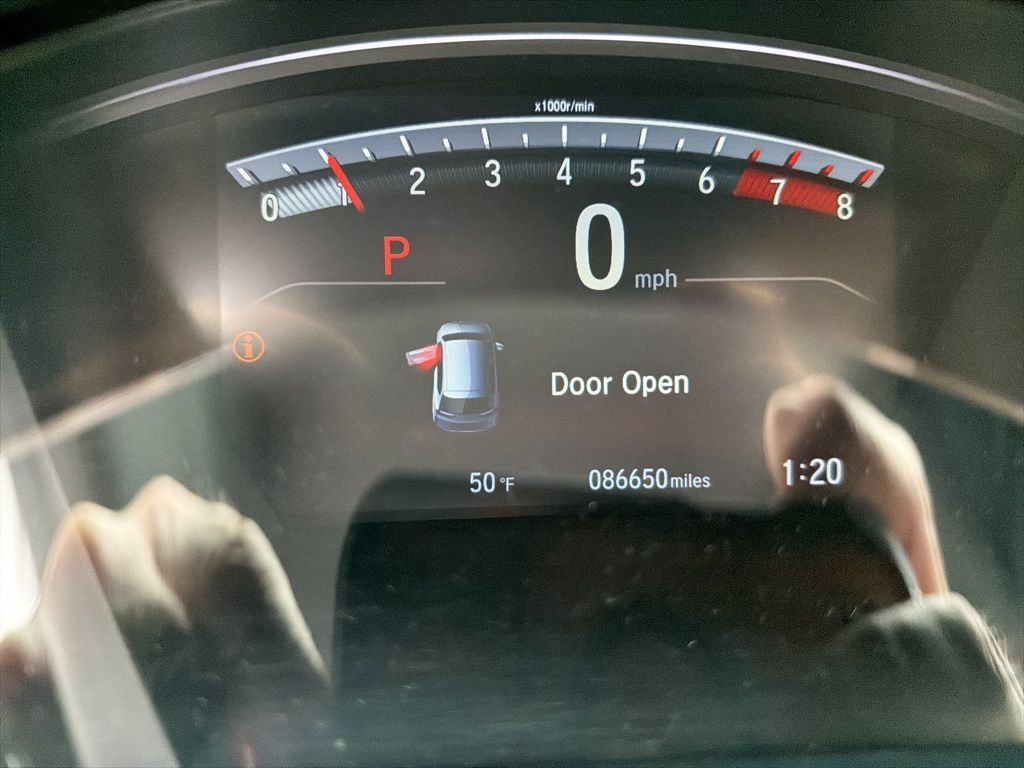 x1000r/min
0 1 2 3 4 5 6 7 8
P 0 mph
i
Door Open
50 °F 086650 miles 1:20